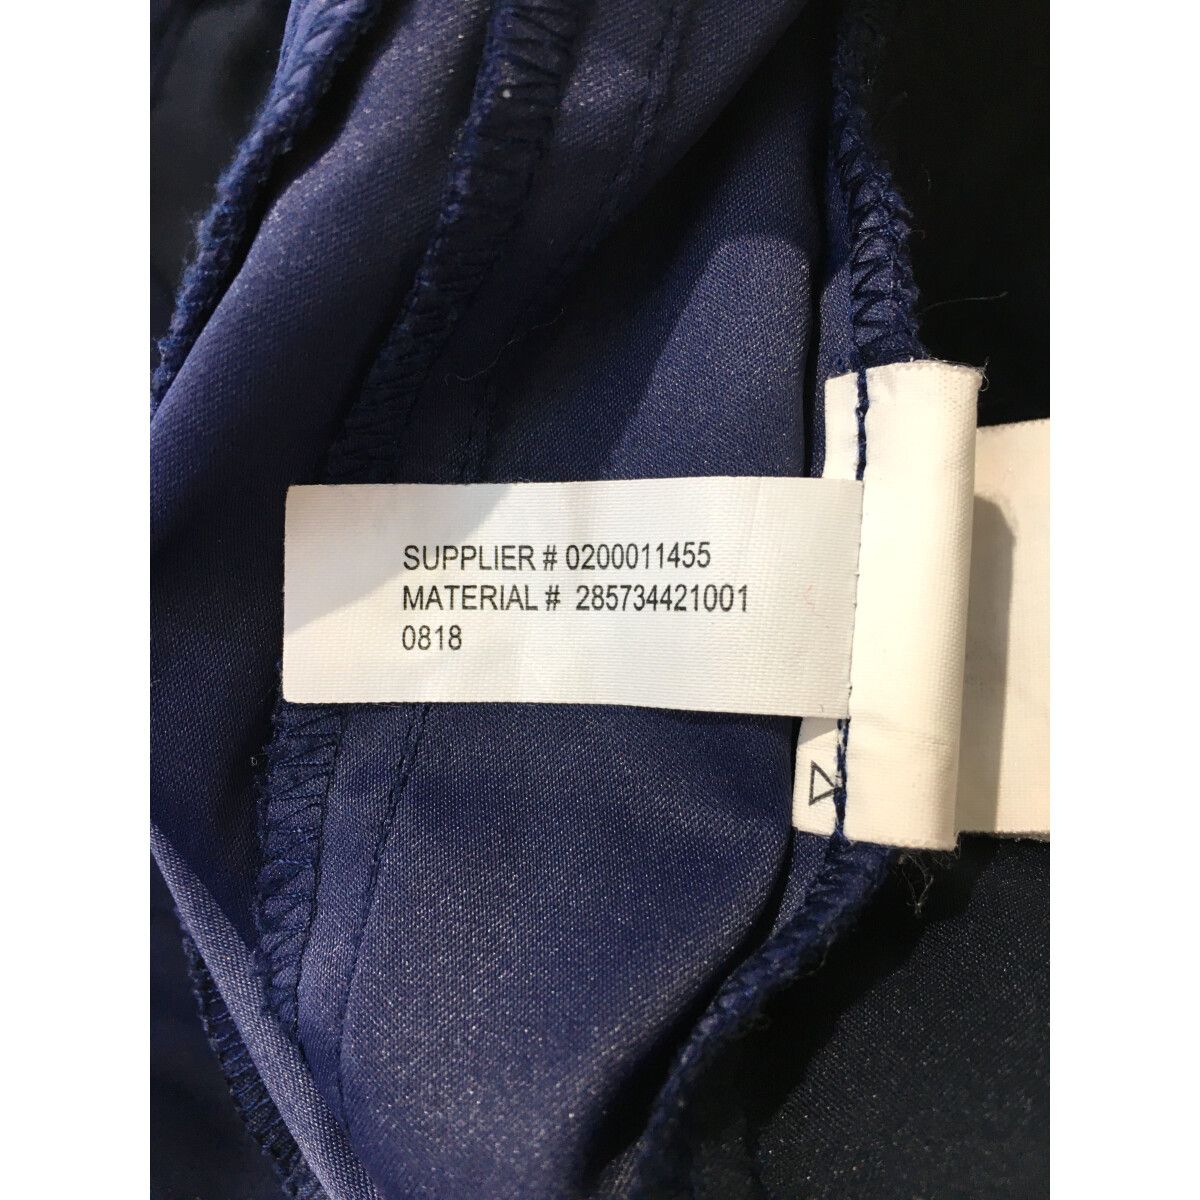 SUPPLIER # 0200011455
MATERIAL # 285734421001
0818